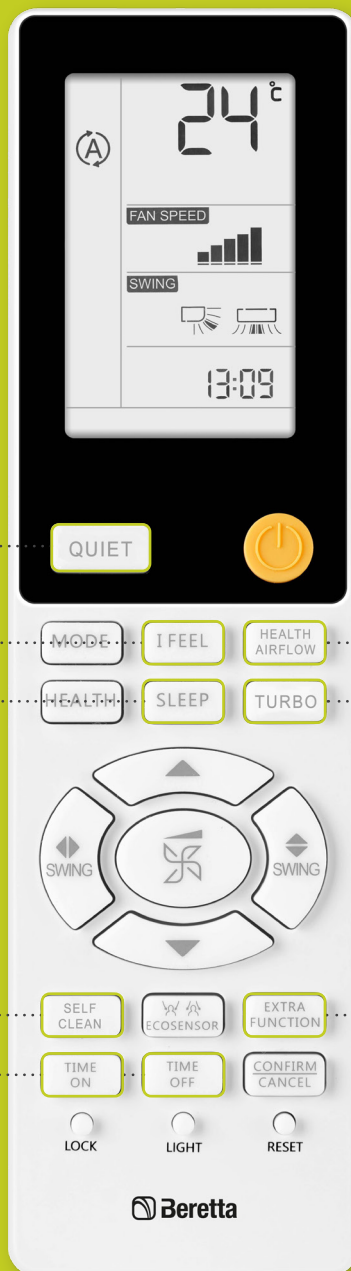 24°C
A
FAN SPEED
SWING
13:09
QUIET
MODE
I FEEL
HEALTH
AIRFLOW
HEALTH
SLEEP
TURBO
SWING
SWING
SELF
CLEAN
ECOSENSOR
EXTRA
FUNCTION
TIME
ON
TIME
OFF
CONFIRM
CANCEL
LOCK
LIGHT
RESET
Beretta